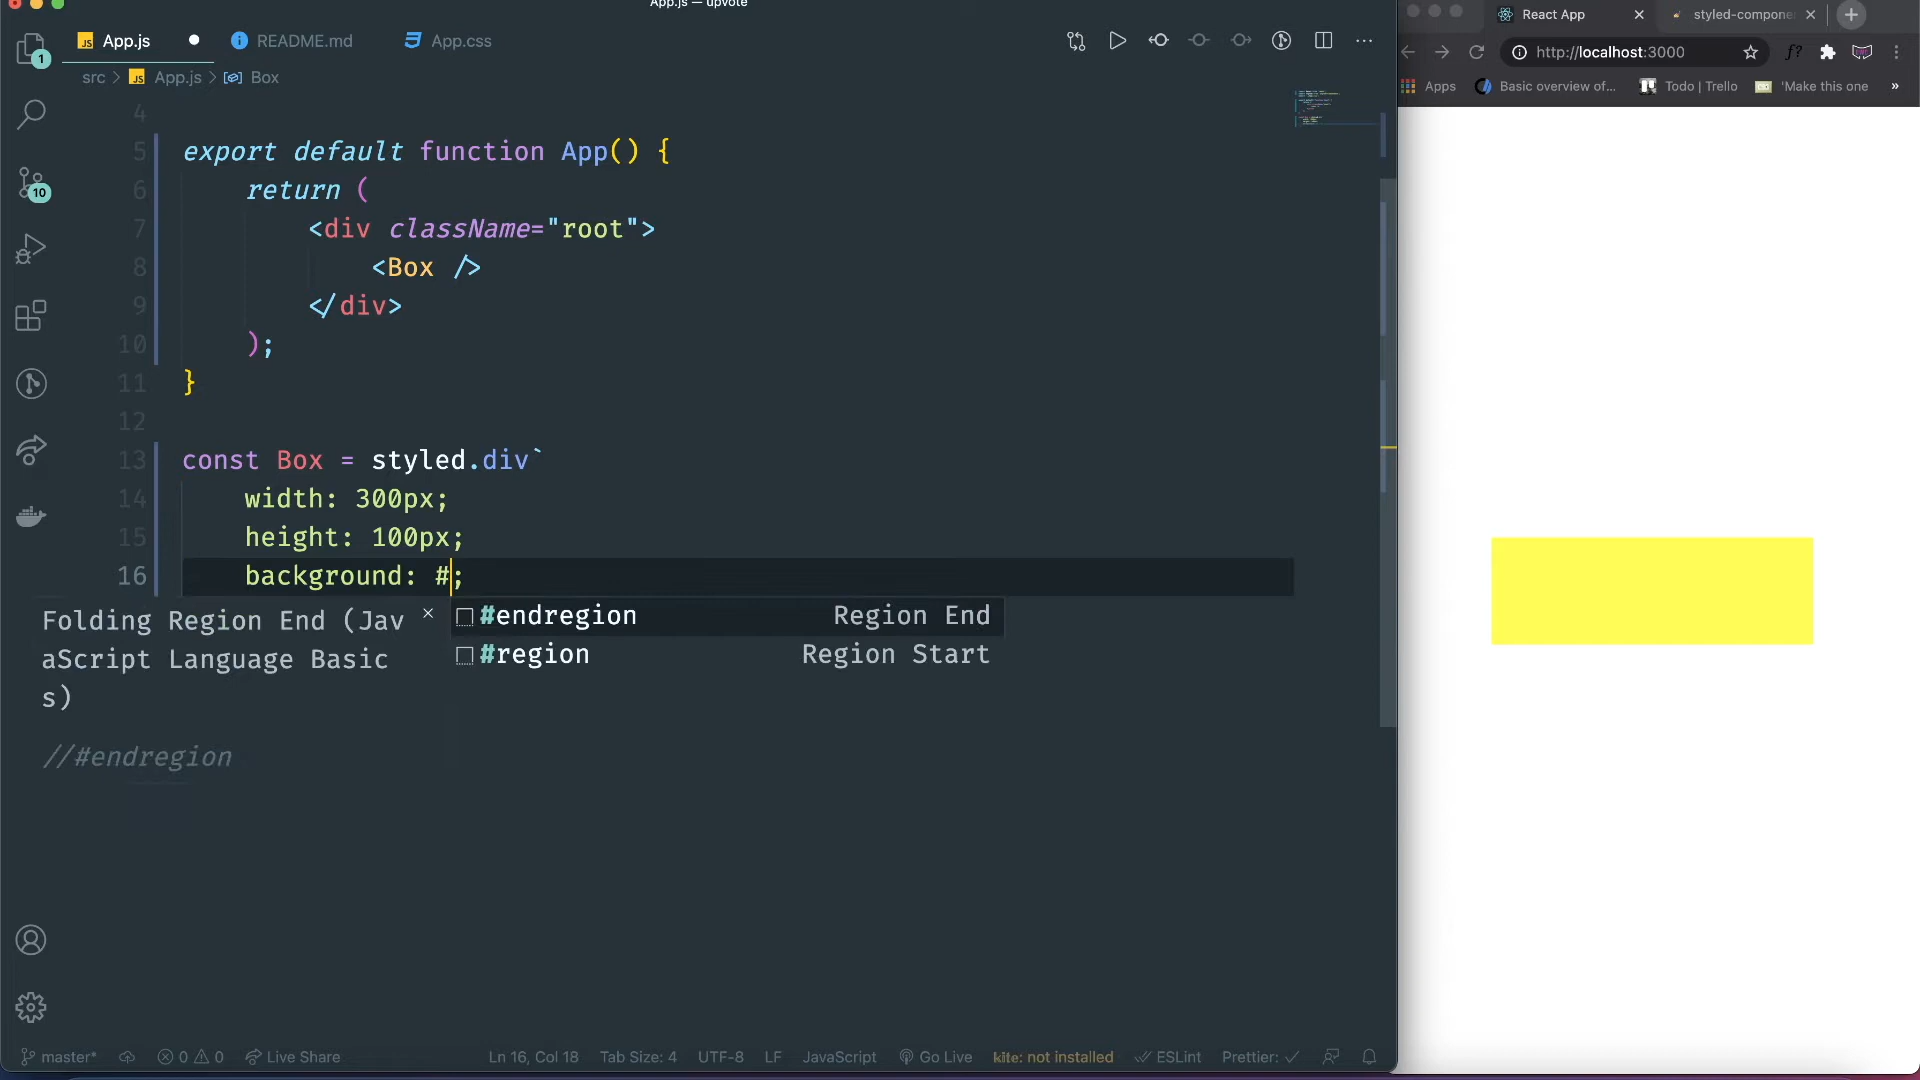 App.js — upvote
App.js
README.md
App.css
src > App.js > Box
4
5 export default function App() {
6 return (
7 <div className="root">
8 <Box />
9 </div>
10 );
11 }
12
13 const Box = styled.div`
14 width: 300px;
15 height: 100px;
16 background: #;
#endregion Region End
#region Region Start
Folding Region End (Jav
aScript Language Basic
s)
//#endregion
1
10
master* 0 0 Live Share Ln 16, Col 18 Tab Size: 4 UTF-8 LF JavaScript Go Live kite: not installed ESLint Prettier:
React App
styled-compone
http://localhost:3000
f?
Apps Basic overview of... Todo | Trello 'Make this one »